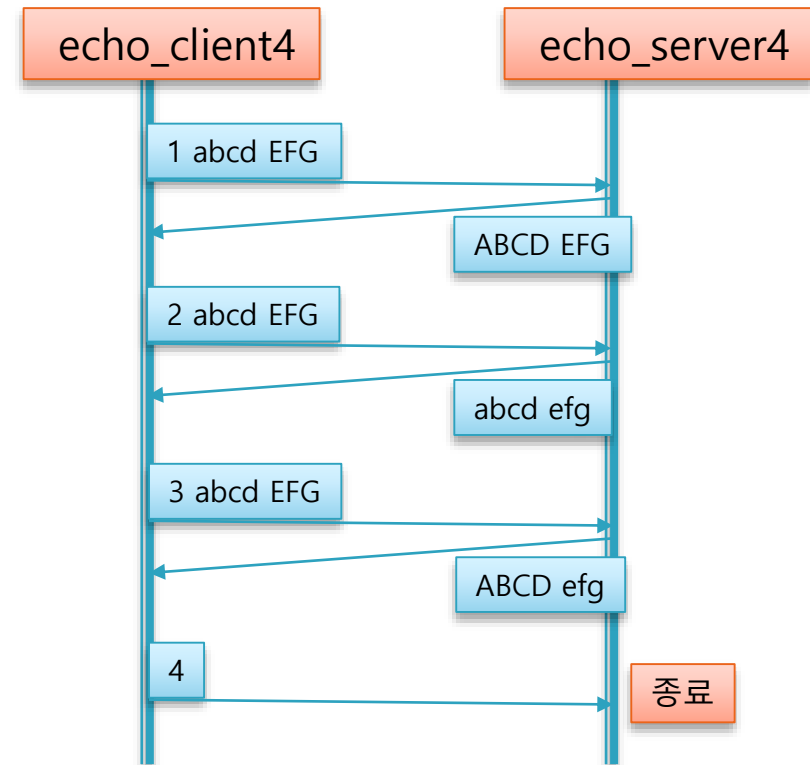 echo_client4
echo_server4
1 abcd EFG
ABCD EFG
2 abcd EFG
abcd efg
3 abcd EFG
ABCD efg
4
종료